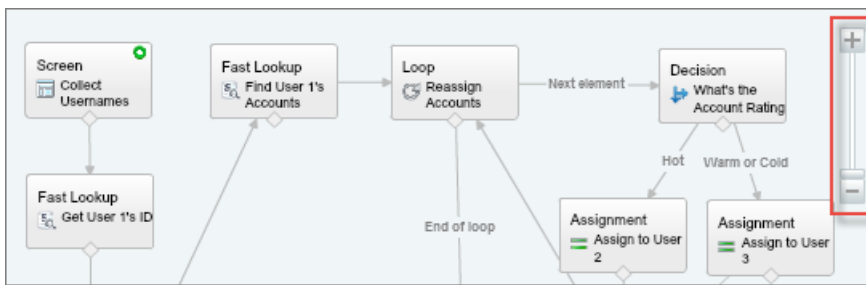 Screen
Collect
Usernames
Fast Lookup
Find User 1's
Accounts
Loop
Reassign
Accounts
Next element
Decision
What's the
Account Rating
Hot
Warm or Cold
Fast Lookup
Get User 1's ID
End of loop
Assignment
Assign to User
2
Assignment
Assign to User
3